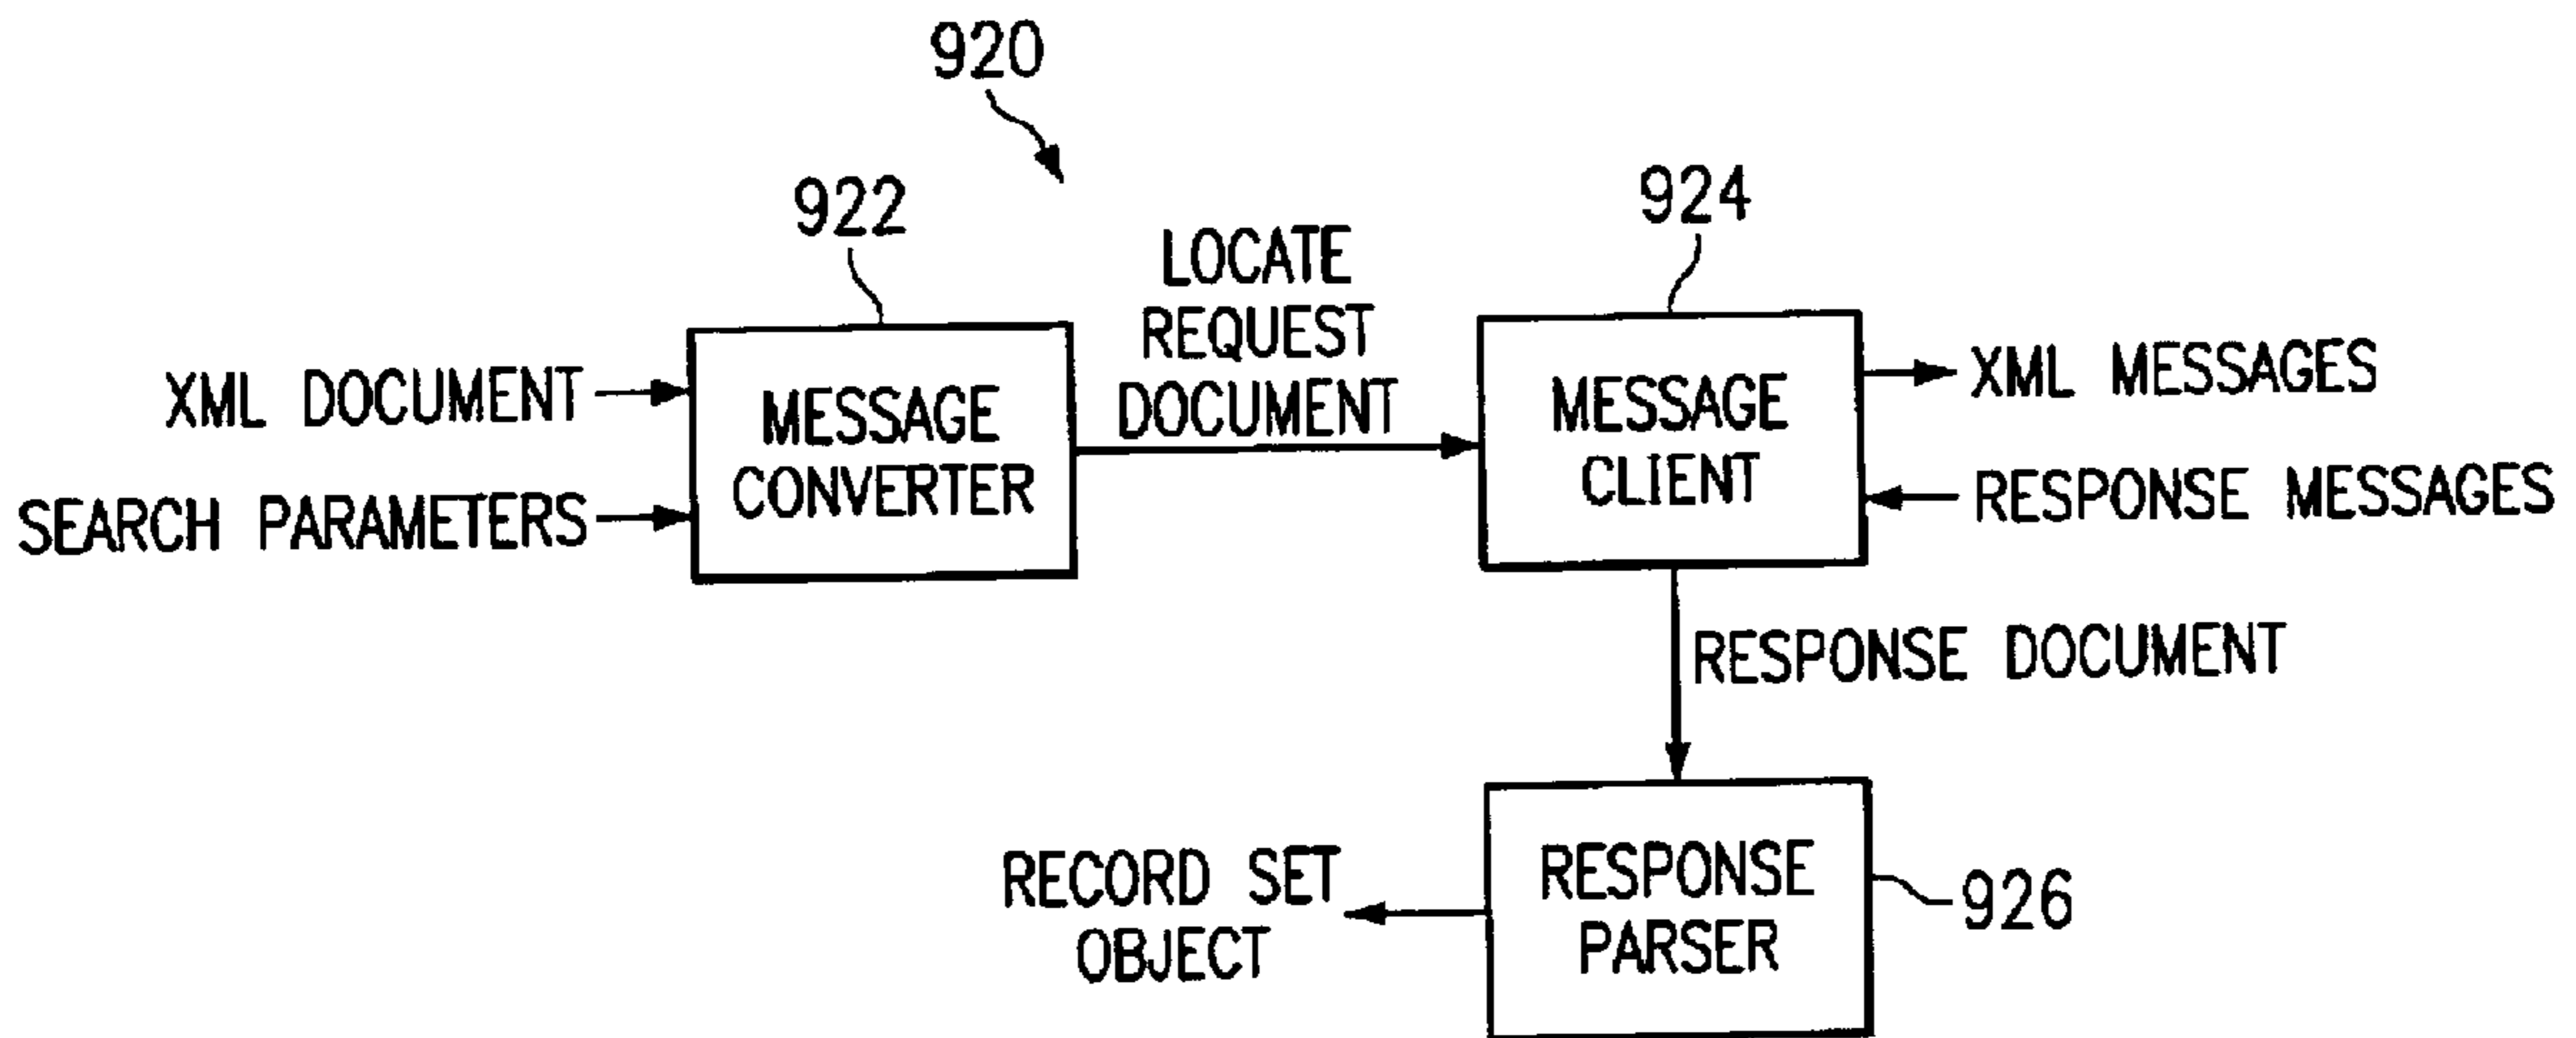 920
922
924
LOCATE
REQUEST
DOCUMENT
XML DOCUMENT
SEARCH PARAMETERS
MESSAGE
CONVERTER
MESSAGE
CLIENT
XML MESSAGES
RESPONSE MESSAGES
RESPONSE DOCUMENT
RECORD SET
OBJECT
RESPONSE
PARSER
926